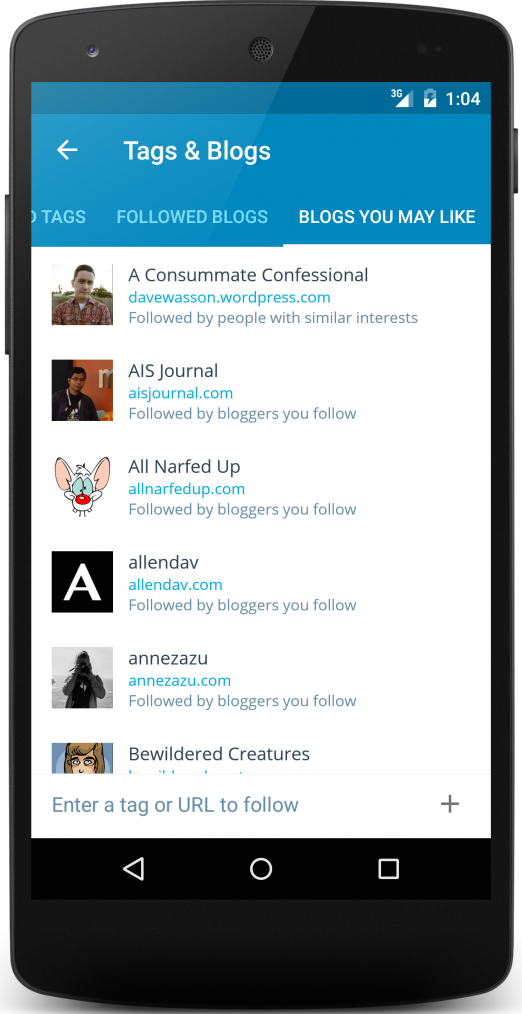 3G 1:04
Tags & Blogs
TAGS FOLLOWED BLOGS BLOGS YOU MAY LIKE
A Consummate Confessional
davewasson.wordpress.com
Followed by people with similar interests
AIS Journal
aisjournal.com
Followed by bloggers you follow
All Narfed Up
allnarfedup.com
Followed by bloggers you follow
A
allendav
allendav.com
Followed by bloggers you follow
annezazu
annezazu.com
Followed by bloggers you follow
Bewildered Creatures
Enter a tag or URL to follow